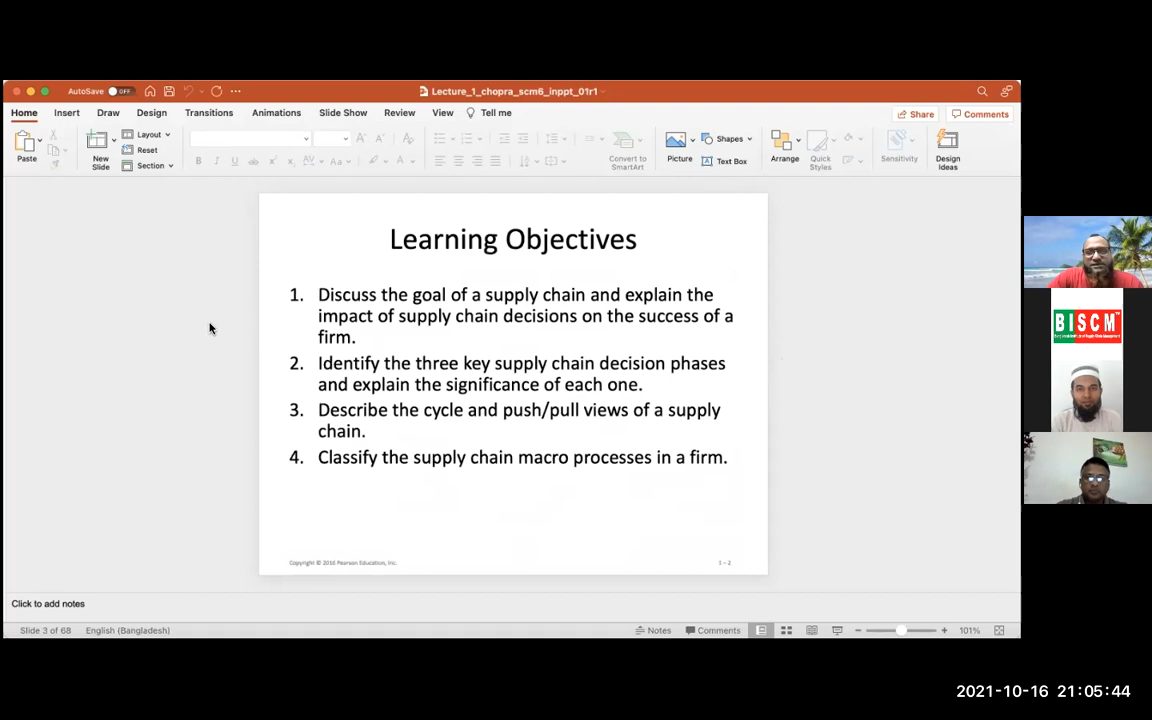 AutoSave OFF
Lecture_1_chopra_scm6_inppt_01r1
Home Insert Draw Design Transitions Animations Slide Show Review View Tell me
Share Comments
Paste
New Slide
Layout
Reset
Section
Convert to SmartArt
Picture
Shapes
Text Box
Arrange
Quick Styles
Sensitivity
Design Ideas
Learning Objectives
1. Discuss the goal of a supply chain and explain the
impact of supply chain decisions on the success of a
firm.
2. Identify the three key supply chain decision phases
and explain the significance of each one.
3. Describe the cycle and push/pull views of a supply
chain.
4. Classify the supply chain macro processes in a firm.
Copyright © 2016 Pearson Education, Inc.
1 – 2
BISCM
Click to add notes
Slide 3 of 68 English (Bangladesh)
Notes Comments 101%
2021-10-16 21:05:44